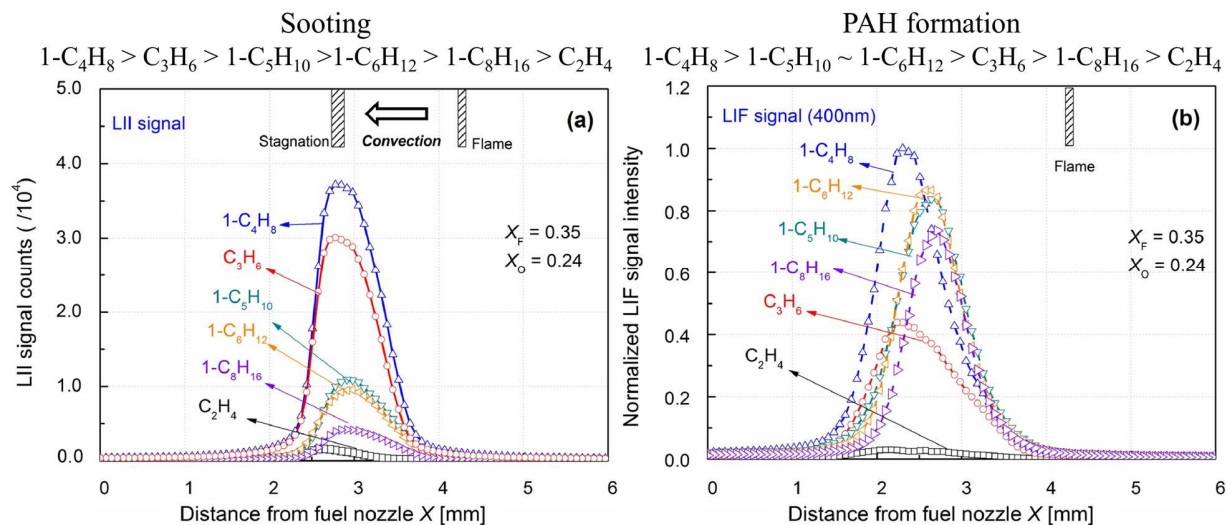 Sooting
1-C₄H₈ > C₃H₆ > 1-C₅H₁₀ >1-C₆H₁₂ > 1-C₈H₁₆ > C₂H₄
5.0
4.0
3.0
2.0
1.0
0.0
LII signal counts ( /10⁴)
LII signal
(a)
Stagnation
Convection
Flame
1-C₄H₈
C₃H₆
1-C₅H₁₀
1-C₆H₁₂
1-C₈H₁₆
C₂H₄
X_F = 0.35
X_O = 0.24
0 1 2 3 4 5 6
Distance from fuel nozzle X [mm]
PAH formation
1-C₄H₈ > 1-C₅H₁₀ ~ 1-C₆H₁₂ > C₃H₆ > 1-C₈H₁₆ > C₂H₄
1.2
1.0
0.8
0.6
0.4
0.2
0.0
Normalized LIF signal intensity
LIF signal (400nm)
(b)
Flame
1-C₄H₈
1-C₆H₁₂
1-C₅H₁₀
1-C₈H₁₆
C₃H₆
C₂H₄
X_F = 0.35
X_O = 0.24
0 1 2 3 4 5 6
Distance from fuel nozzle X [mm]